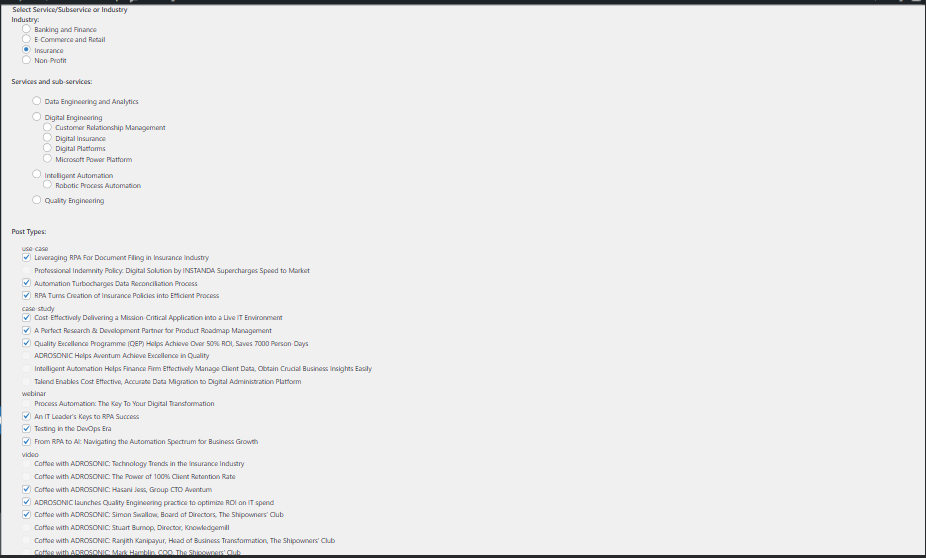 Select Service/Subservice or Industry
Industry:
Banking and Finance
E-Commerce and Retail
Insurance
Non-Profit
Services and sub-services:
Data Engineering and Analytics
Digital Engineering
Customer Relationship Management
Digital Insurance
Digital Platforms
Microsoft Power Platform
Intelligent Automation
Robotic Process Automation
Quality Engineering
Post Types:
use-case
Leveraging RPA For Document Filing in Insurance Industry
Professional Indemnity Policy: Digital Solution by INSTANDA Supercharges Speed to Market
Automation Turbocharges Data Reconciliation Process
RPA Turns Creation of Insurance Policies into Efficient Process
case-study
Cost-Effectively Delivering a Mission-Critical Application into a Live IT Environment
A Perfect Research & Development Partner for Product Roadmap Management
Quality Excellence Programme (QEP) Helps Achieve Over 50% ROI, Saves 7000 Person-Days
ADROSONIC Helps Aventum Achieve Excellence in Quality
Intelligent Automation Helps Finance Firm Effectively Manage Client Data, Obtain Crucial Business Insights Easily
Talend Enables Cost Effective, Accurate Data Migration to Digital Administration Platform
webinar
Process Automation: The Key To Your Digital Transformation
An IT Leader's Keys to RPA Success
Testing in the DevOps Era
From RPA to AI: Navigating the Automation Spectrum for Business Growth
video
Coffee with ADROSONIC: Technology Trends in the Insurance Industry
Coffee with ADROSONIC: The Power of 100% Client Retention Rate
Coffee with ADROSONIC: Hasani Jess, Group CTO Aventum
ADROSONIC launches Quality Engineering practice to optimize ROI on IT spend
Coffee with ADROSONIC: Simon Swallow, Board of Directors, The Shipowners' Club
Coffee with ADROSONIC: Stuart Burnop, Director, Knowledgemill
Coffee with ADROSONIC: Ranjith Kanipayur, Head of Business Transformation, The Shipowners' Club
Coffee with ADROSONIC: Mark Hamblin, COO, The Shipowners' Club